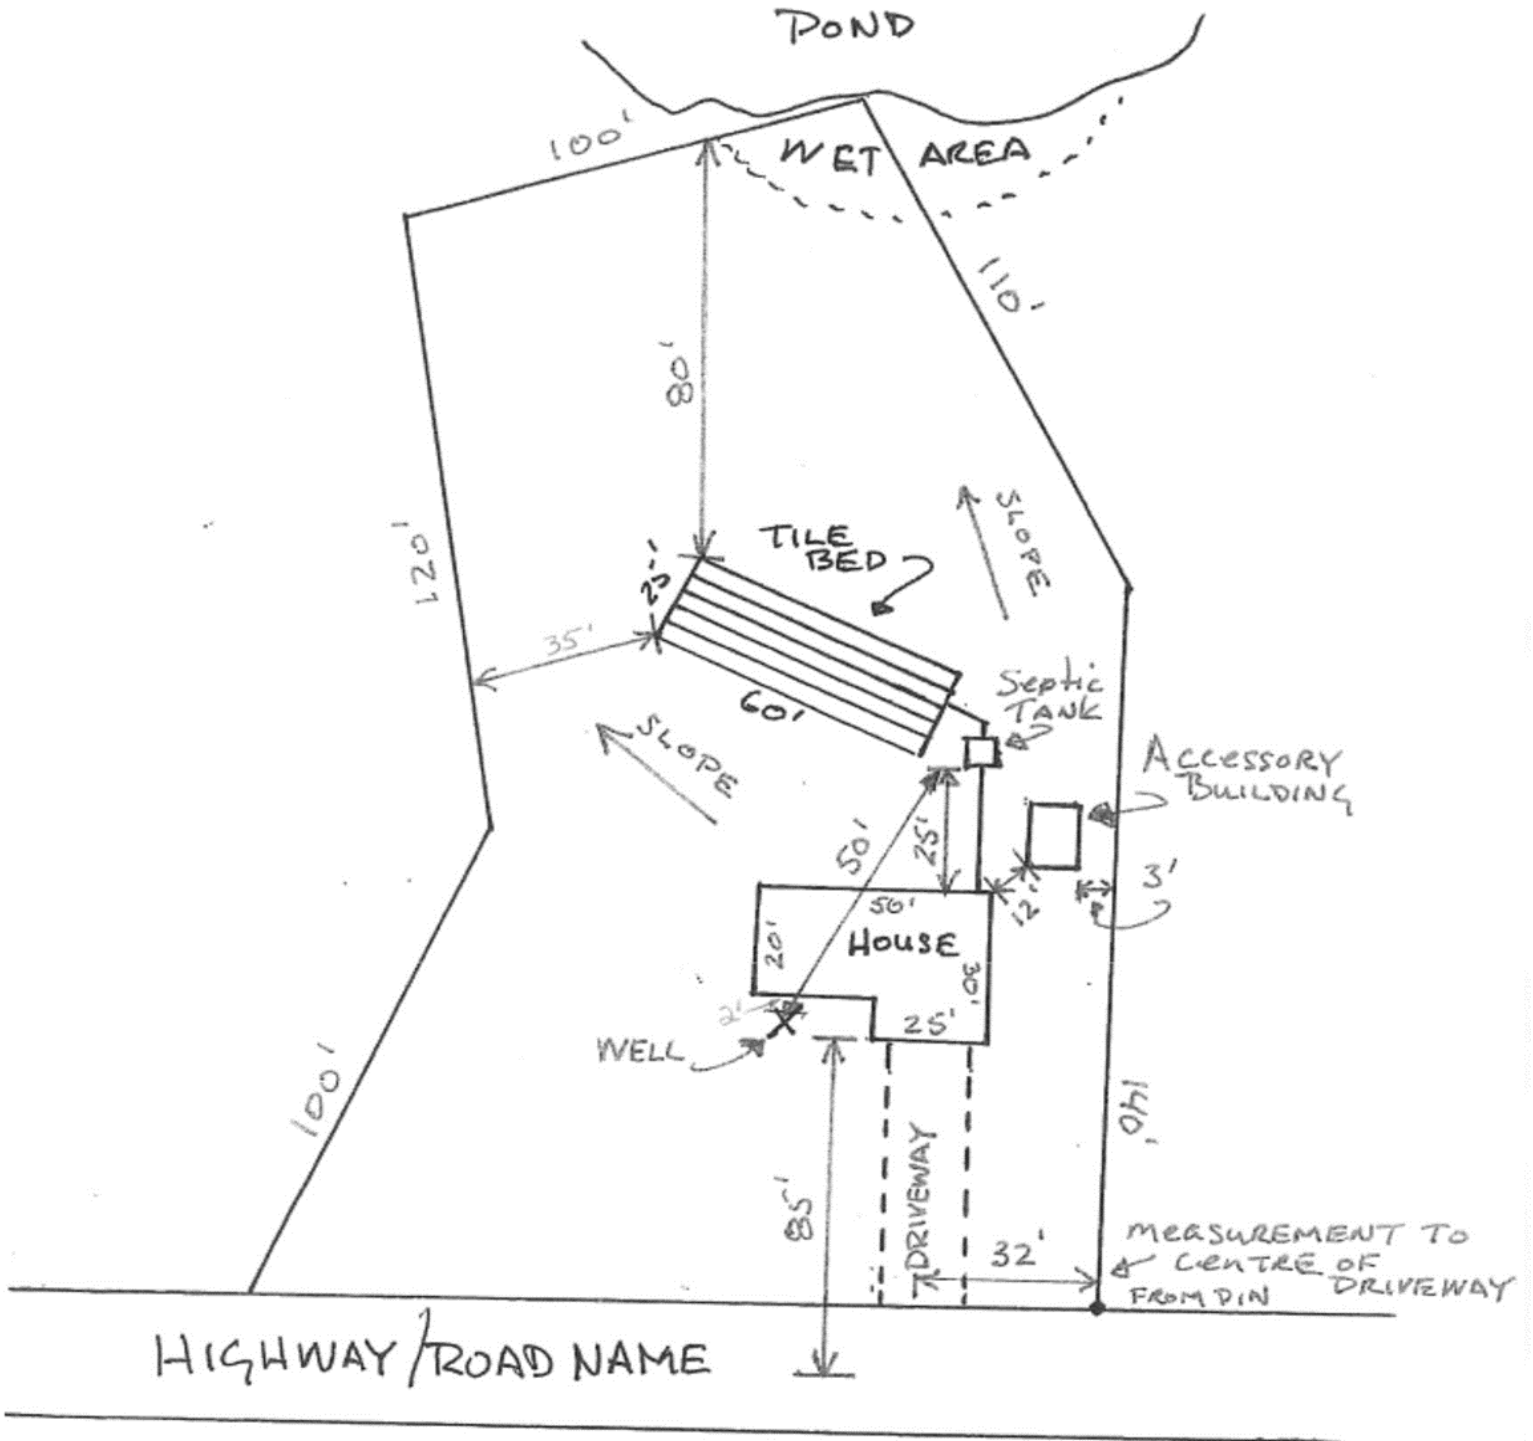 POND
100'
WET AREA
110'
80'
SLOPE
TILE
BED
120'
25'
35'
60'
Septic
TANK
SLOPE
Accessory
BUILDING
50'
25'
3'
12'
50'
20'
HOUSE
30'
2'
25'
WELL
100'
140'
85'
DRIVEWAY
32'
MeasuREMENT TO
CeNTRE OF
DRIVEWAY
FROM PIN
HIGHWAY/ROAD NAME